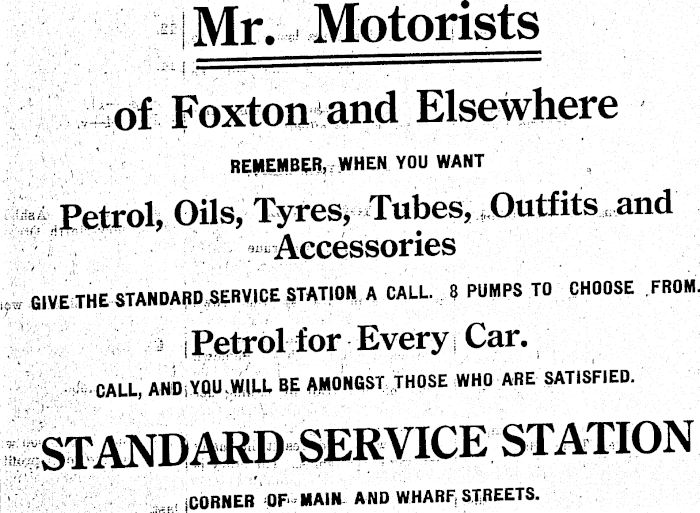 Mr. Motorists
of Foxton and Elsewhere
REMEMBER, WHEN YOU WANT
Petrol, Oils, Tyres, Tubes, Outfits and
Accessories
GIVE THE STANDARD SERVICE STATION A CALL. 8 PUMPS TO CHOOSE FROM.
Petrol for Every Car.
CALL, AND YOU WILL BE AMONGST THOSE WHO ARE SATISFIED.
STANDARD SERVICE STATION
CORNER OF MAIN AND WHARF STREETS.